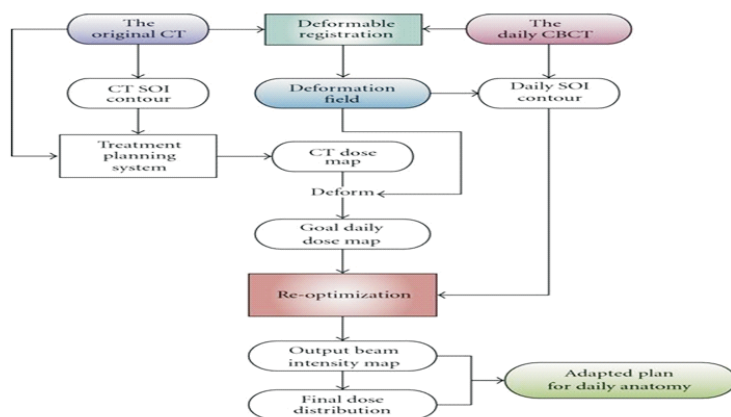 The
original CT
Deformable
registration
The
daily CBCT
CT SOI
contour
Deformation
field
Daily SOI
contour
Treatment
planning
system
CT dose
map
Deform
Goal daily
dose map
Re-optimization
Output beam
intensity map
Adapted plan
for daily anatomy
Final dose
distribution